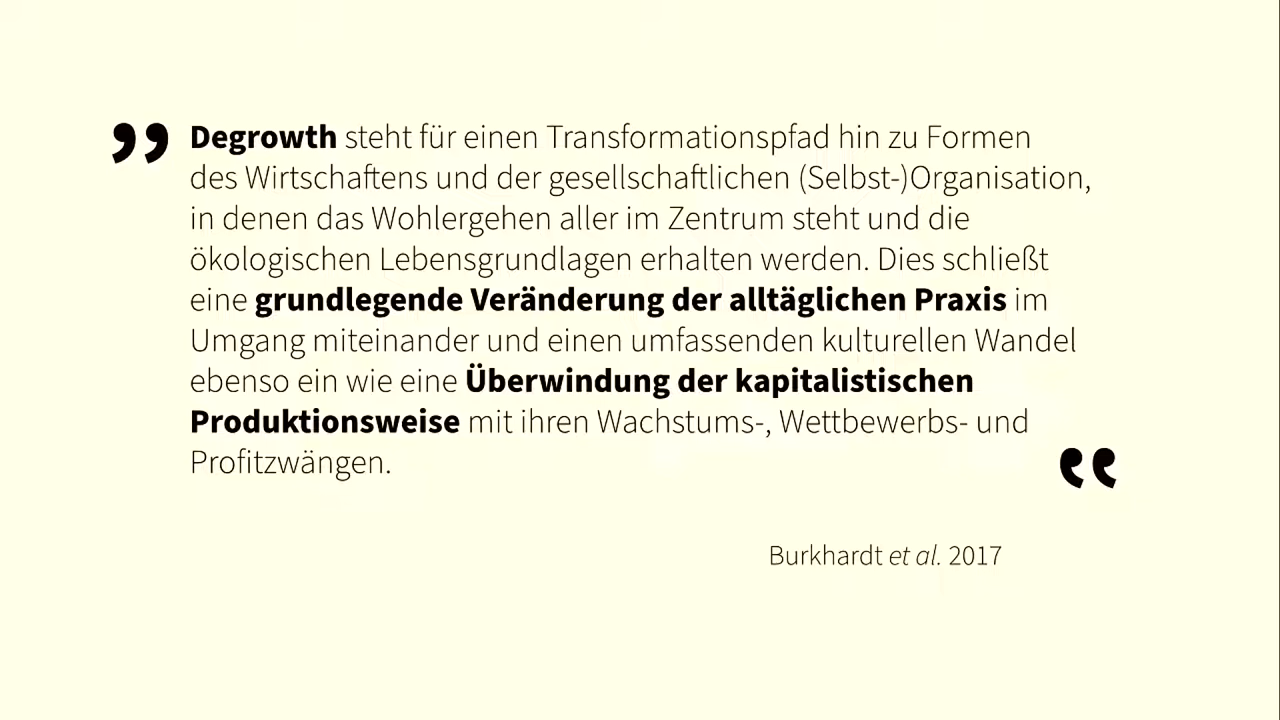 ” Degrowth steht für einen Transformationspfad hin zu Formen
des Wirtschaftens und der gesellschaftlichen (Selbst-)Organisation,
in denen das Wohlergehen aller im Zentrum steht und die
ökologischen Lebensgrundlagen erhalten werden. Dies schließt
eine grundlegende Veränderung der alltäglichen Praxis im
Umgang miteinander und einen umfassenden kulturellen Wandel
ebenso ein wie eine Überwindung der kapitalistischen
Produktionsweise mit ihren Wachstums-, Wettbewerbs- und
Profitzwängen. “
Burkhardt et al. 2017